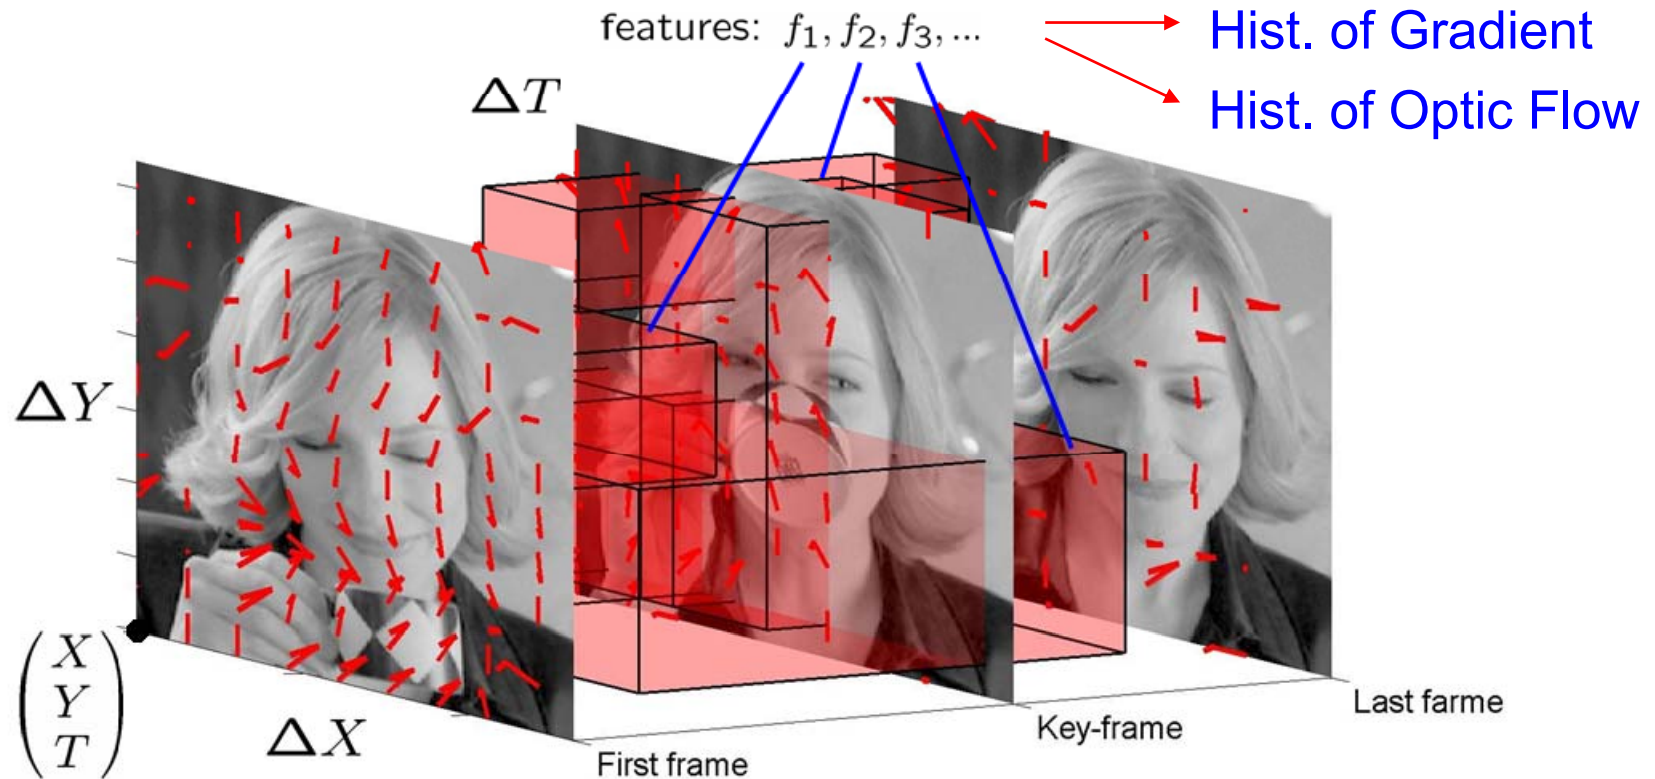 features: f₁, f₂, f₃, ...
Hist. of Gradient
Hist. of Optic Flow
ΔT
ΔY
X
Y
T
ΔX
First frame
Key-frame
Last farme